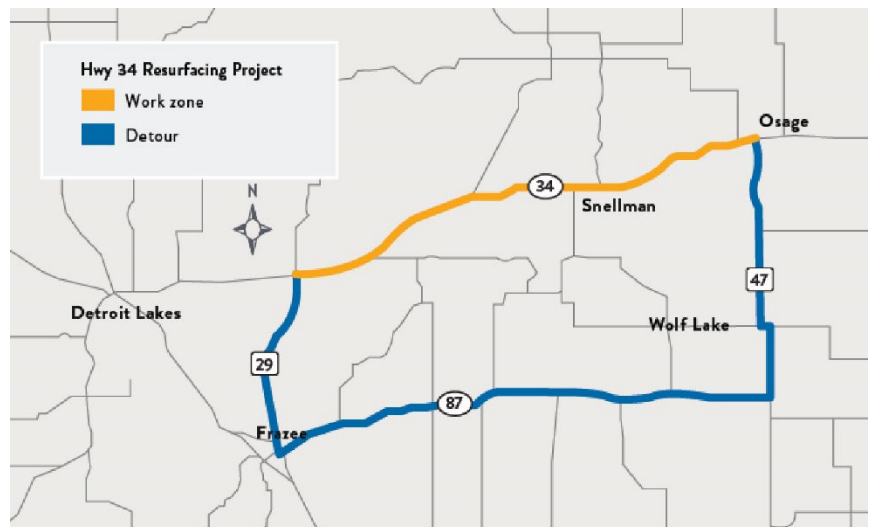 Hwy 34 Resurfacing Project
Work zone
Detour
Osage
N
34
Snellman
47
Detroit Lakes
Wolf Lake
29
87
Frazee